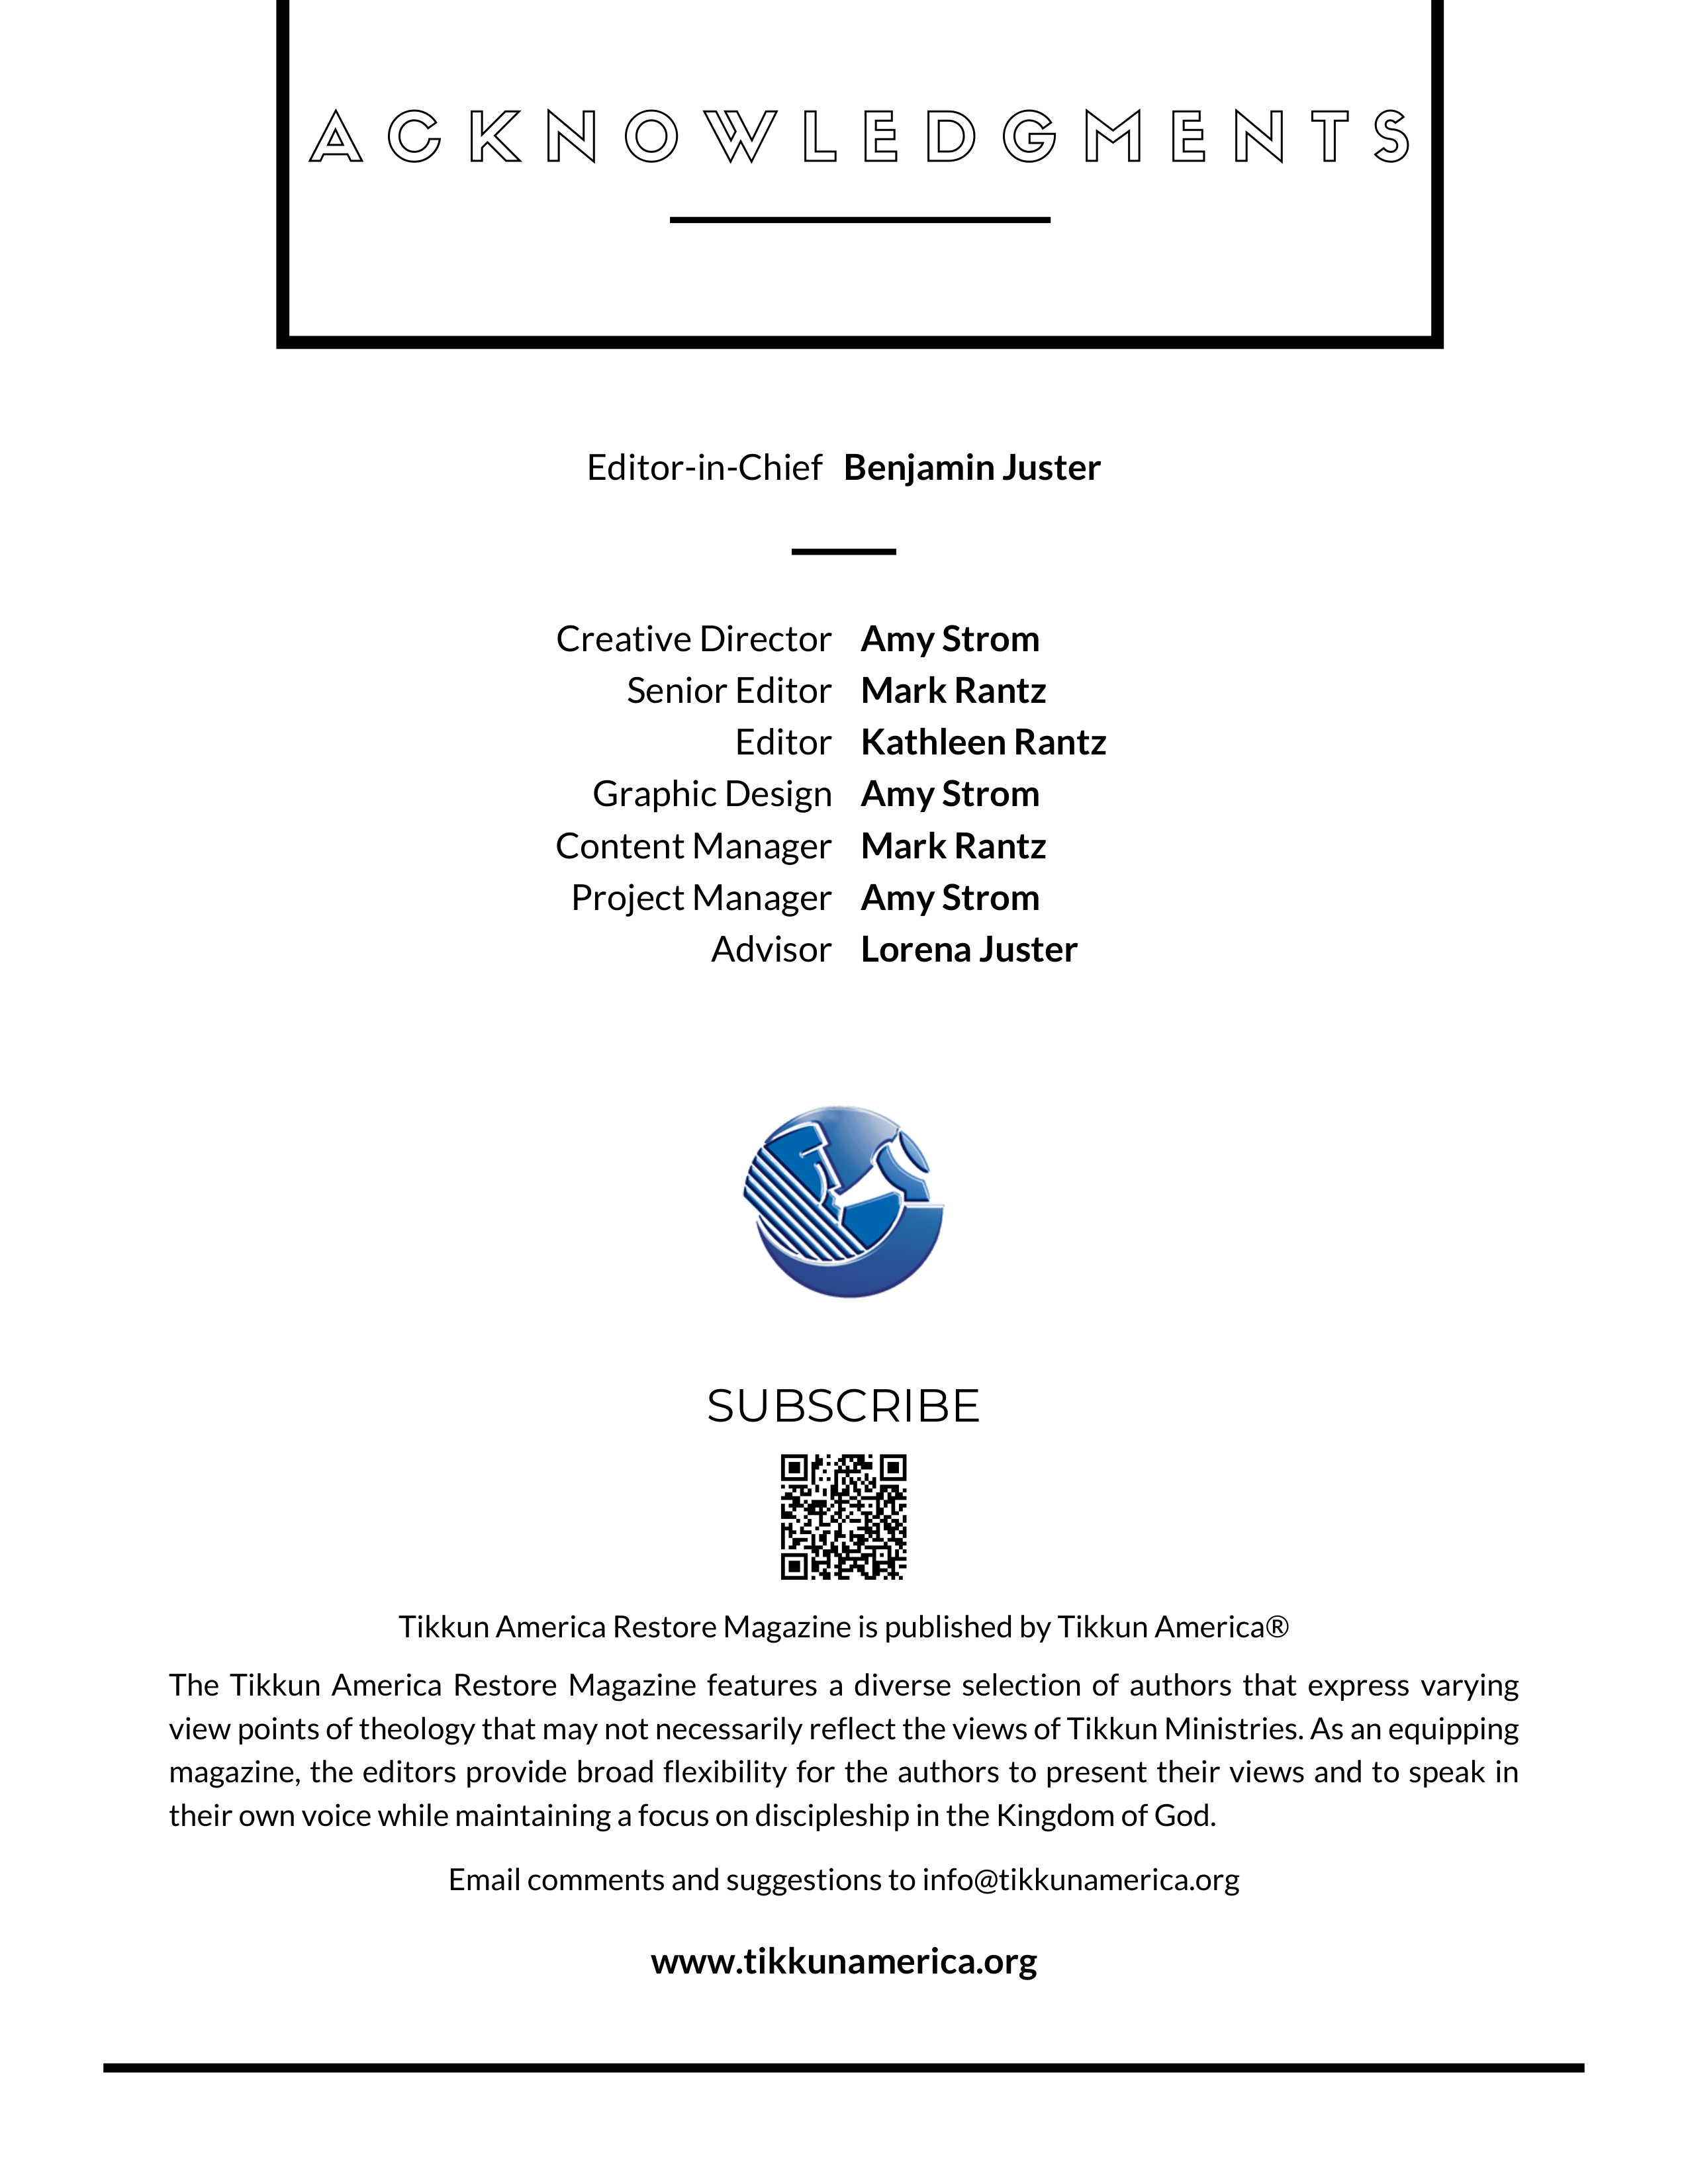 ACKNOWLEDGMENTS
Editor-in-Chief Benjamin Juster
Creative Director Amy Strom
Senior Editor Mark Rantz
Editor Kathleen Rantz
Graphic Design Amy Strom
Content Manager Mark Rantz
Project Manager Amy Strom
Advisor Lorena Juster
SUBSCRIBE
Tikkun America Restore Magazine is published by Tikkun America®
The Tikkun America Restore Magazine features a diverse selection of authors that express varying
view points of theology that may not necessarily reflect the views of Tikkun Ministries. As an equipping
magazine, the editors provide broad flexibility for the authors to present their views and to speak in
their own voice while maintaining a focus on discipleship in the Kingdom of God.
Email comments and suggestions to info@tikkunamerica.org
www.tikkunamerica.org